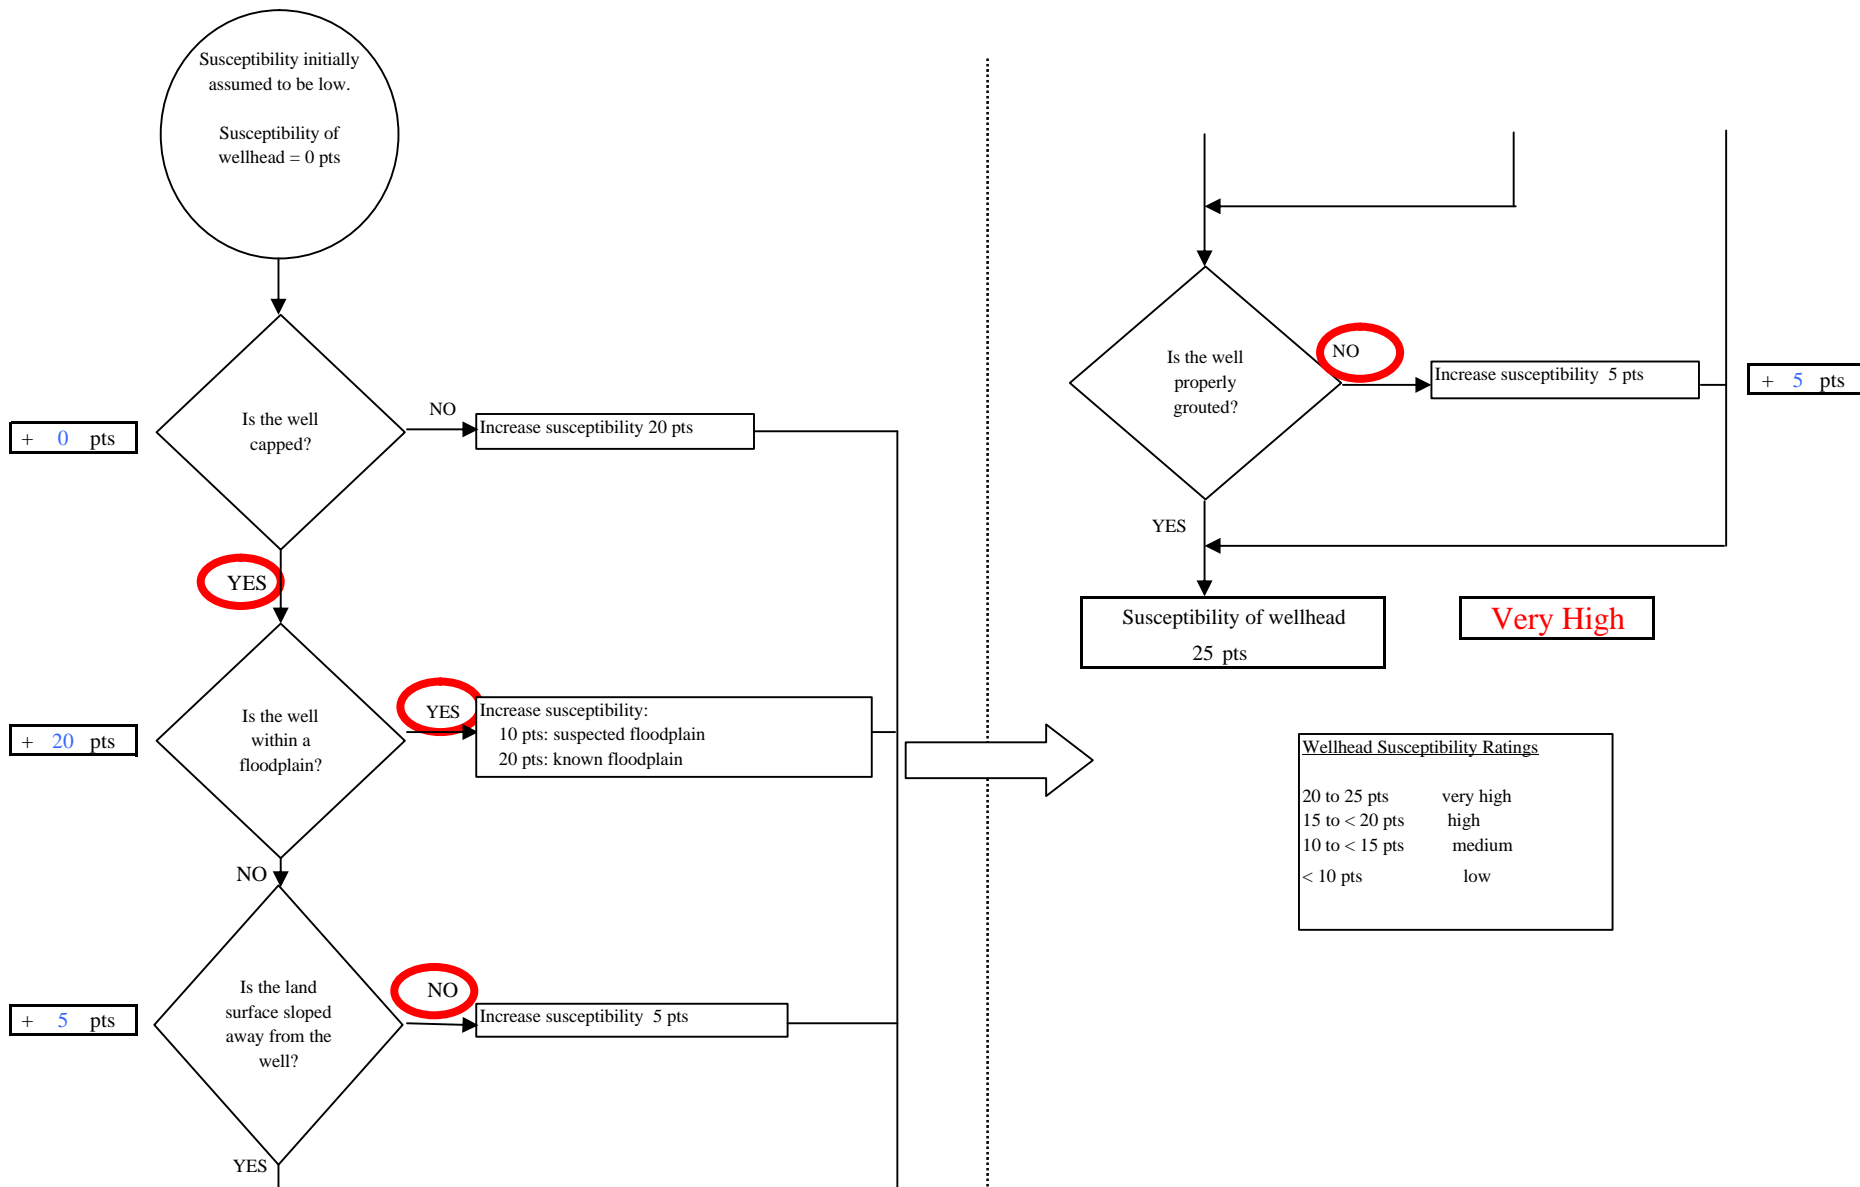 Susceptibility initially
assumed to be low.
Susceptibility of
wellhead = 0 pts
+ 0 pts
Is the well
capped?
NO
Increase susceptibility 20 pts
YES
+ 20 pts
Is the well
within a
floodplain?
YES
Increase susceptibility:
10 pts: suspected floodplain
20 pts: known floodplain
NO
+ 5 pts
Is the land
surface sloped
away from the
well?
NO
Increase susceptibility 5 pts
YES
Is the well
properly
grouted?
NO
Increase susceptibility 5 pts
+ 5 pts
YES
Susceptibility of wellhead
25 pts
Very High
Wellhead Susceptibility Ratings
20 to 25 pts very high
15 to < 20 pts high
10 to < 15 pts medium
< 10 pts low